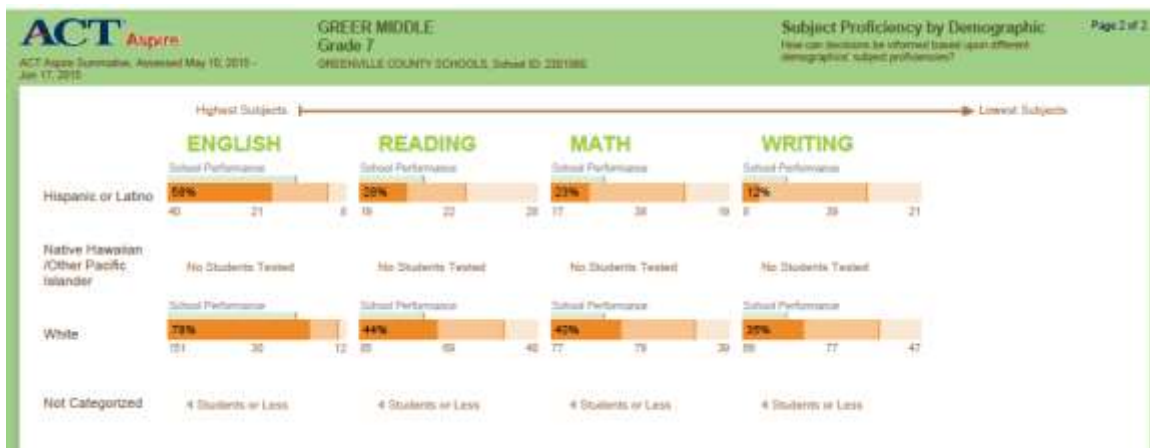 ACT Aspire
ACT Aspire Summative, Assessed May 10, 2015 -
Jun 17, 2015
GREER MIDDLE
Grade 7
GREENVILLE COUNTY SCHOOLS, School ID:
Subject Proficiency by Demographic
How can decisions be informed based upon different
demographics' subject proficiencies?
Page 2 of 2
Highest Subjects Lowest Subjects
ENGLISH READING MATH WRITING
School Performance School Performance School Performance School Performance
Hispanic or Latino 58% 28% 23% 12%
40 21 8 19 22 28 17 38 19 8 39 21
Native Hawaiian
/Other Pacific
Islander
No Students Tested No Students Tested No Students Tested No Students Tested
School Performance School Performance School Performance School Performance
White 78% 44% 40% 35%
151 30 12 85 69 40 77 78 39 77 47
Not Categorized 4 Students or Less 4 Students or Less 4 Students or Less 4 Students or Less